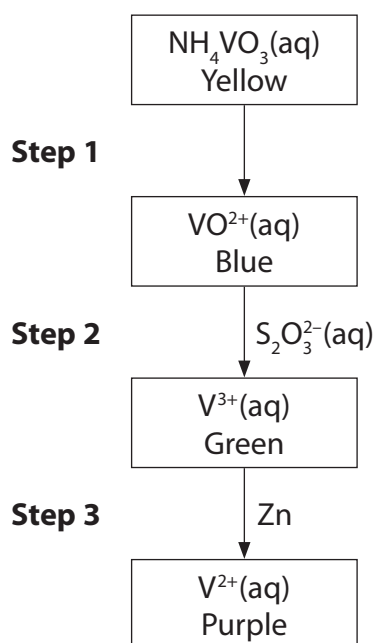 NH₄VO₃(aq)
Yellow
Step 1
VO²⁺(aq)
Blue
Step 2
S₂O₃²⁻(aq)
V³⁺(aq)
Green
Step 3
Zn
V²⁺(aq)
Purple